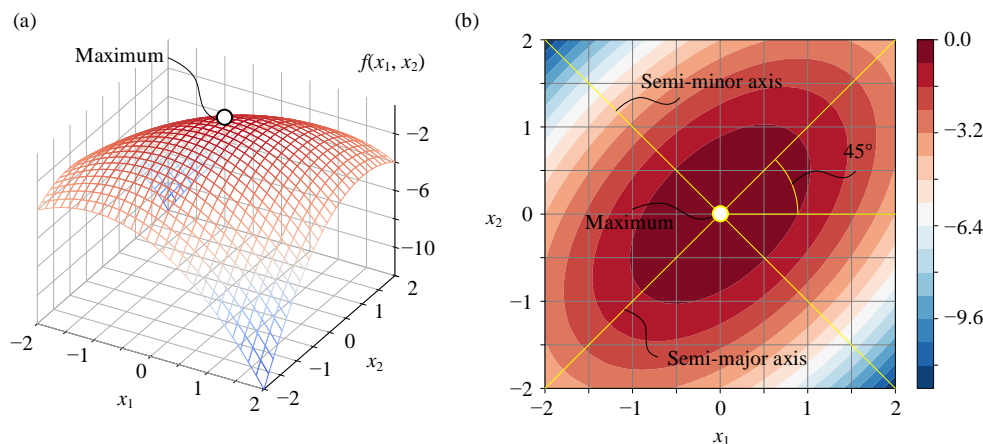 (a)
Maximum
f(x1, x2)
−2
−6
−10
2
1
0
−1
−2
x2
−2
−1
0
1
2
x1
(b)
2
1
0
−1
−2
x2
Semi-minor axis
45°
Maximum
Semi-major axis
−2
−1
0
1
2
x1
0.0
−3.2
−6.4
−9.6